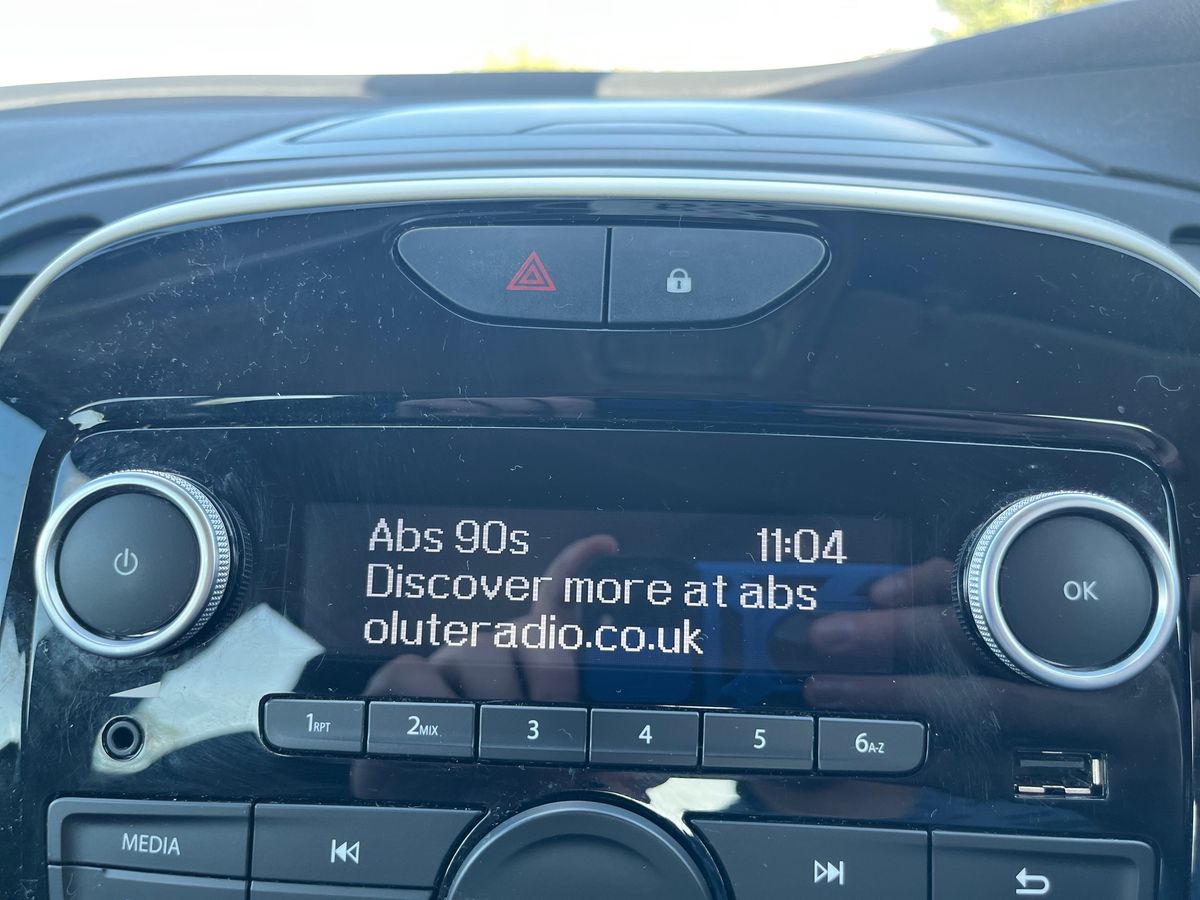 Abs 90s 11:04
Discover more at abs
oluteradio.co.uk
OK
1RPT 2MIX 3 4 5 6A-Z
MEDIA